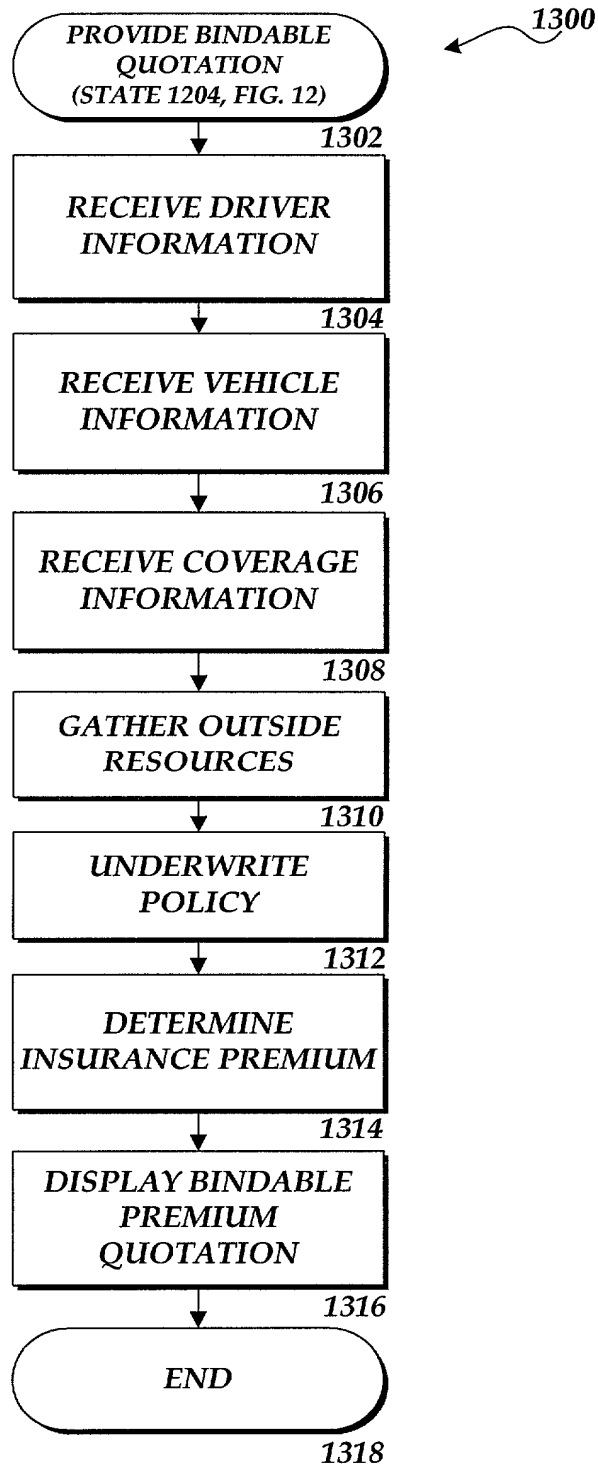 1300
PROVIDE BINDABLE
QUOTATION
(STATE 1204, FIG. 12)
1302
RECEIVE DRIVER
INFORMATION
1304
RECEIVE VEHICLE
INFORMATION
1306
RECEIVE COVERAGE
INFORMATION
1308
GATHER OUTSIDE
RESOURCES
1310
UNDERWRITE
POLICY
1312
DETERMINE
INSURANCE PREMIUM
1314
DISPLAY BINDABLE
PREMIUM
QUOTATION
1316
END
1318